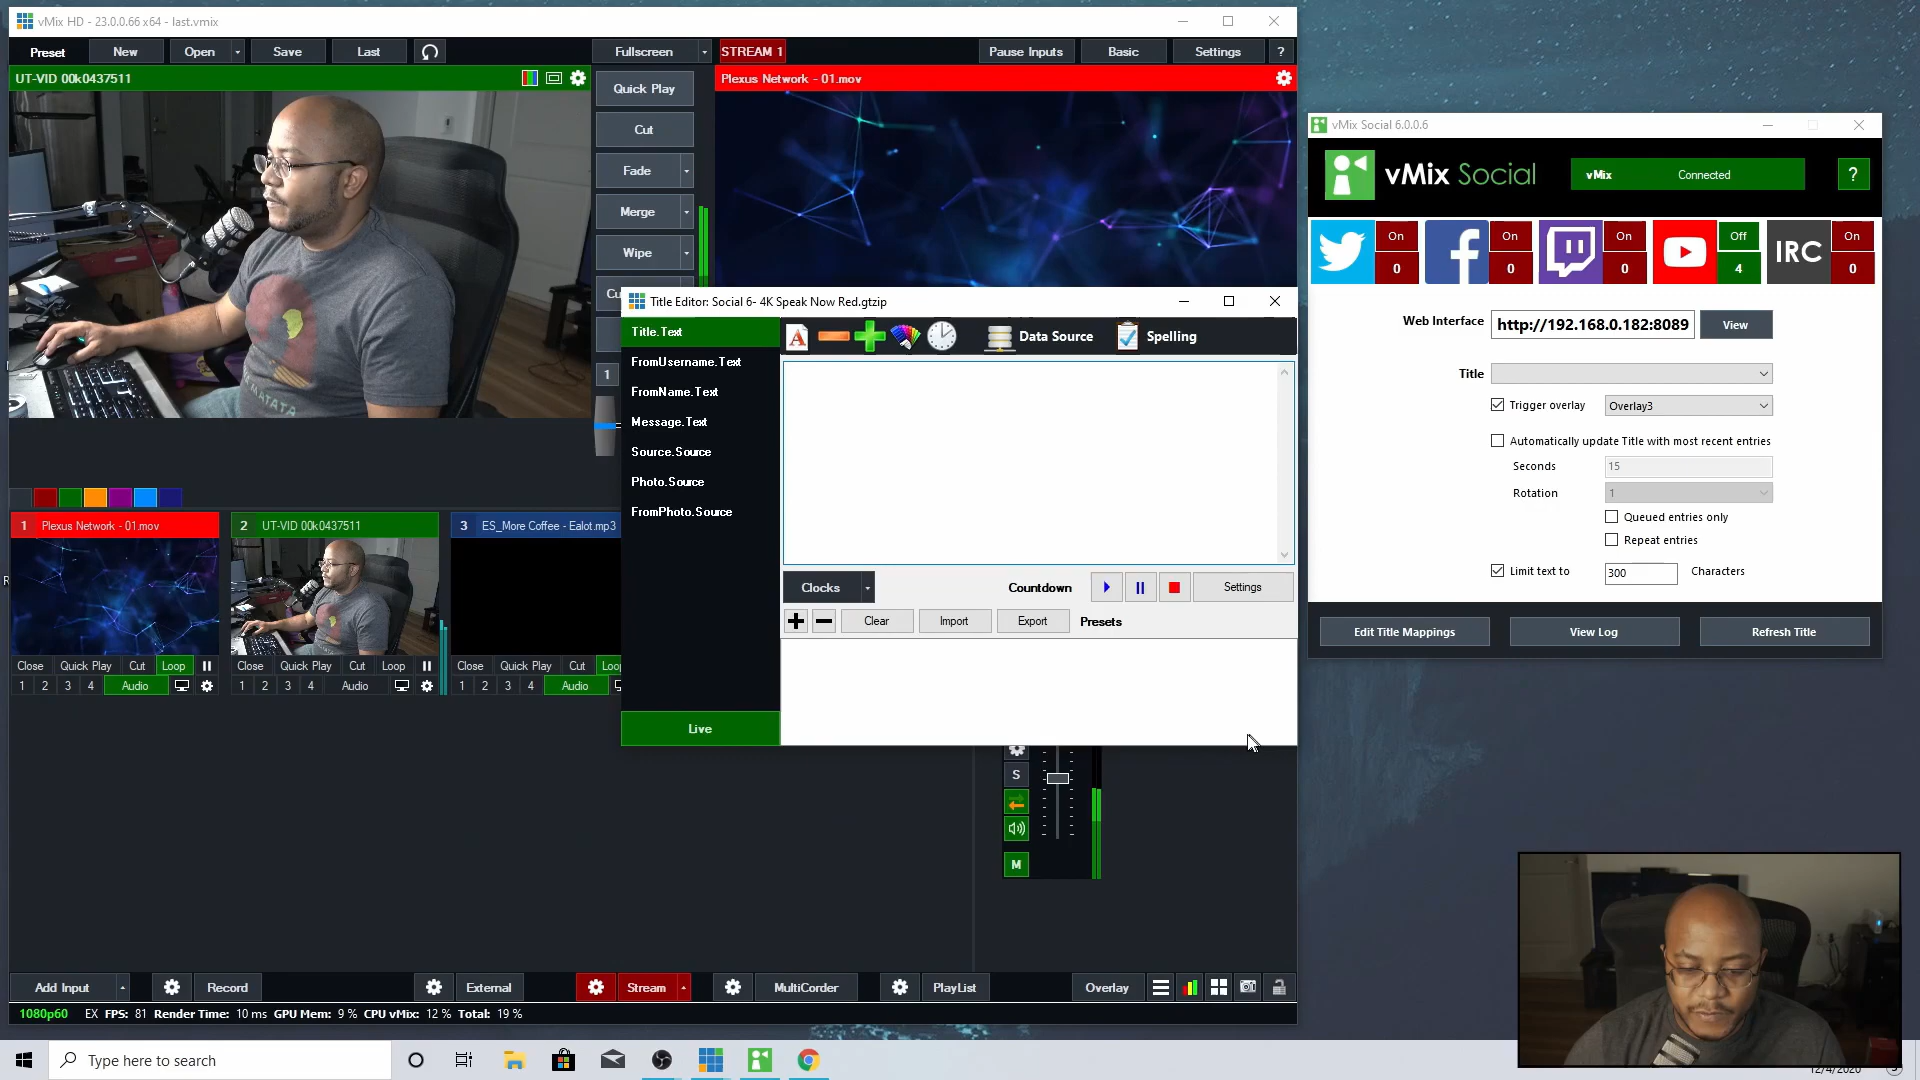 vMix HD - 23.0.0.66 x64 - last.vmix
Preset
New
Open
Save
Last
Fullscreen
STREAM 1
Pause Inputs
Basic
Settings
?
UT-VID 00k0437511
Quick Play
Cut
Fade
Merge
Wipe
Cu
1
Plexus Network - 01.mov
Title Editor: Social 6- 4K Speak Now Red.gtzip
Title.Text
FromUsername.Text
FromName.Text
Message.Text
Source.Source
Photo.Source
FromPhoto.Source
Live
Data Source
Spelling
Clocks
Countdown
Settings
Clear
Import
Export
Presets
1 Plexus Network - 01.mov
Close Quick Play Cut Loop
1 2 3 4 Audio
2 UT-VID 00k0437511
Close Quick Play Cut Loop
1 2 3 4 Audio
3 ES_More Coffee - Ealot.mp3
Close Quick Play Cut Loo
1 2 3 4 Audio
MATATA
S
M
Add Input
Record
External
Stream
MultiCorder
PlayList
Overlay
1080p60 EX FPS: 81 Render Time: 10 ms GPU Mem: 9 % CPU vMix: 12 % Total: 19 %
vMix Social 6.0.0.6
vMix Social
vMix Connected
?
On
0
On
0
On
0
Off
4
IRC
On
0
Web Interface http://192.168.0.182:8089 View
Title
Trigger overlay Overlay3
Automatically update Title with most recent entries
Seconds 15
Rotation 1
Queued entries only
Repeat entries
Limit text to 300 Characters
Edit Title Mappings
View Log
Refresh Title
Type here to search
12/4/2020